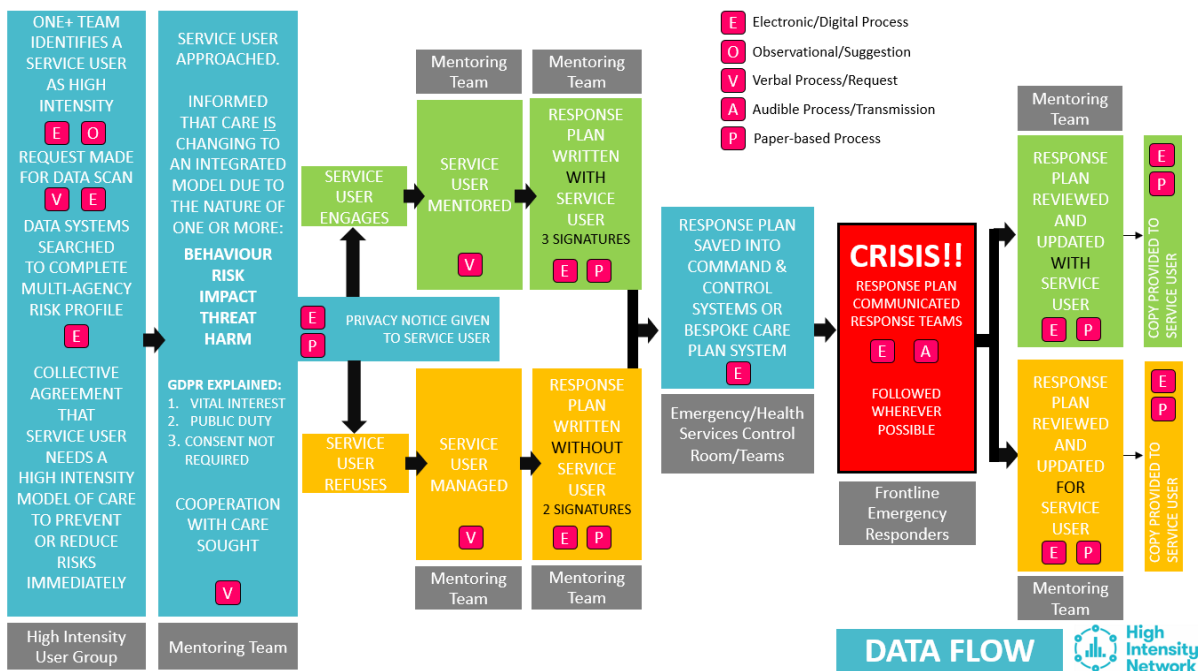 ONE+ TEAM
IDENTIFIES A
SERVICE USER
AS HIGH
INTENSITY
E O
REQUEST MADE
FOR DATA SCAN
V E
DATA SYSTEMS
SEARCHED
TO COMPLETE
MULTI-AGENCY
RISK PROFILE
E
COLLECTIVE
AGREEMENT
THAT
SERVICE USER
NEEDS A
HIGH INTENSITY
MODEL OF CARE
TO PREVENT
OR REDUCE
RISKS
IMMEDIATELY
High Intensity
User Group
SERVICE USER
APPROACHED.
INFORMED
THAT CARE IS
CHANGING TO
AN INTEGRATED
MODEL DUE TO
THE NATURE OF
ONE OR MORE:
BEHAVIOUR
RISK
IMPACT
THREAT
HARM
GDPR EXPLAINED:
1. VITAL INTEREST
2. PUBLIC DUTY
3. CONSENT NOT
REQUIRED
COOPERATION
WITH CARE
SOUGHT
V
Mentoring Team
SERVICE
USER
ENGAGES
E
P
PRIVACY NOTICE GIVEN
TO SERVICE USER
SERVICE
USER
REFUSES
Mentoring
Team
SERVICE
USER
MENTORED
V
Mentoring
Team
RESPONSE
PLAN
WRITTEN
WITH
SERVICE
USER
3 SIGNATURES
E P
SERVICE
USER
MANAGED
V
Mentoring
Team
RESPONSE
PLAN
WRITTEN
WITHOUT
SERVICE
USER
2 SIGNATURES
E P
Mentoring
Team
RESPONSE PLAN
SAVED INTO
COMMAND &
CONTROL
SYSTEMS OR
BESPOKE CARE
PLAN SYSTEM
E
Emergency/Health
Services Control
Room/Teams
E Electronic/Digital Process
O Observational/Suggestion
V Verbal Process/Request
A Audible Process/Transmission
P Paper-based Process
CRISIS!!
RESPONSE PLAN
COMMUNICATED
RESPONSE TEAMS
E A
FOLLOWED
WHEREVER
POSSIBLE
Frontline
Emergency
Responders
Mentoring
Team
RESPONSE
PLAN
REVIEWED
AND
UPDATED
WITH
SERVICE
USER
E P
E
P
COPY PROVIDED TO
SERVICE USER
RESPONSE
PLAN
REVIEWED
AND
UPDATED
FOR
SERVICE
USER
E P
Mentoring
Team
E
P
COPY PROVIDED TO
SERVICE USER
DATA FLOW
High
Intensity
Network